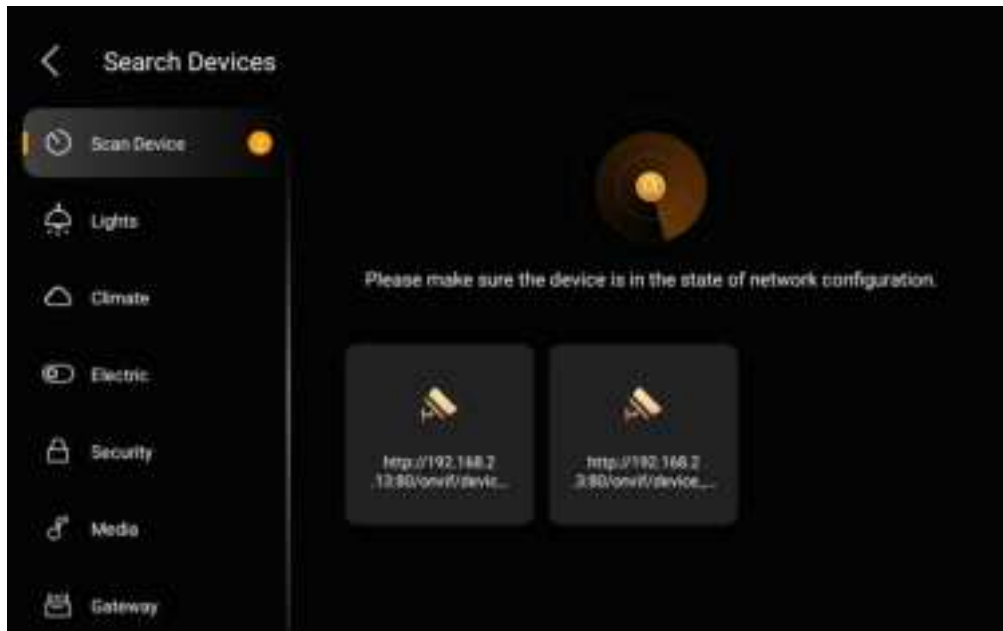 Search Devices
Scan Device
Lights
Climate
Electric
Security
Media
Gateway
Please make sure the device is in the state of network configuration.
http://192.168.2
.13:80/onvif/devic...
http://192.168.2
.3:80/onvif/device_...